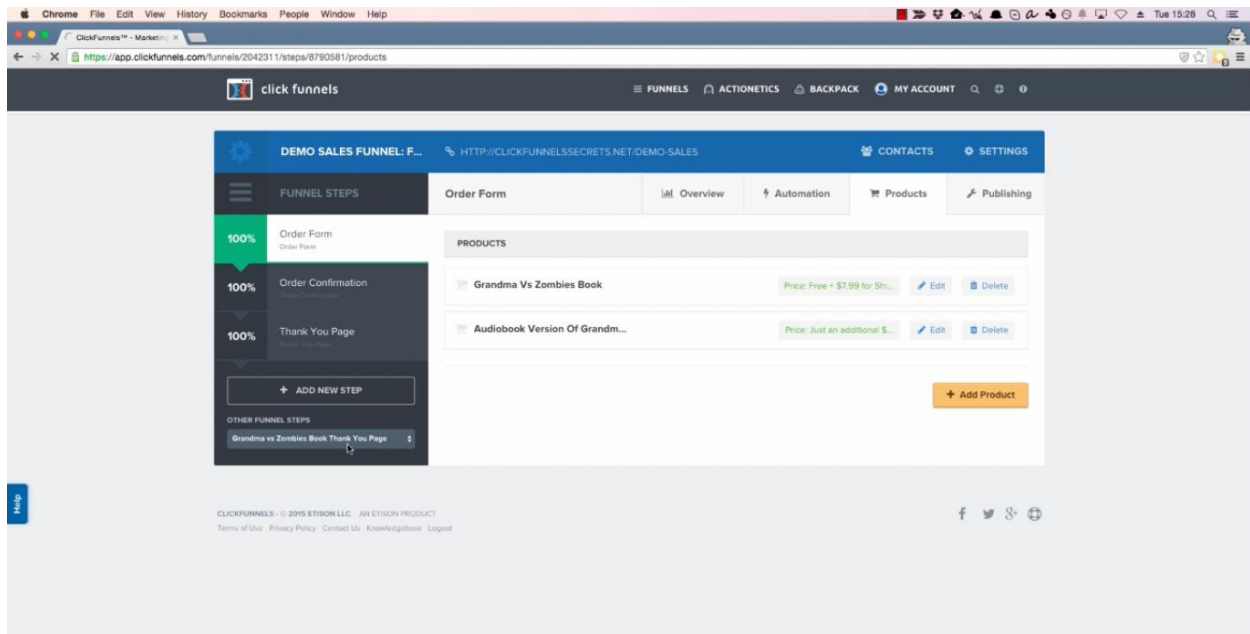 Chrome File Edit View History Bookmarks People Window Help Tue 15:28
ClickFunnels™ - Marketing
https://app.clickfunnels.com/funnels/2042311/steps/8790581/products
click funnels FUNNELS ACTIONETICS BACKPACK MY ACCOUNT
DEMO SALES FUNNEL: F... HTTP://CLICKFUNNELSSECRETS.NET/DEMO-SALES CONTACTS SETTINGS
FUNNEL STEPS Order Form Overview Automation Products Publishing
100% Order Form
Order Form
PRODUCTS
100% Order Confirmation
Order Confirmation
Grandma Vs Zombies Book Price: Free + $7.99 for Shi... Edit Delete
100% Thank You Page
Thank You Page
Audiobook Version Of Grandm... Price: Just an additional $... Edit Delete
+ ADD NEW STEP
+ Add Product
OTHER FUNNEL STEPS
Grandma vs Zombies Book Thank You Page
Help
CLICKFUNNELS - © 2015 ETISON LLC AN ETISON PRODUCT
Terms of Use Privacy Policy Contact Us Knowledgebase Logout